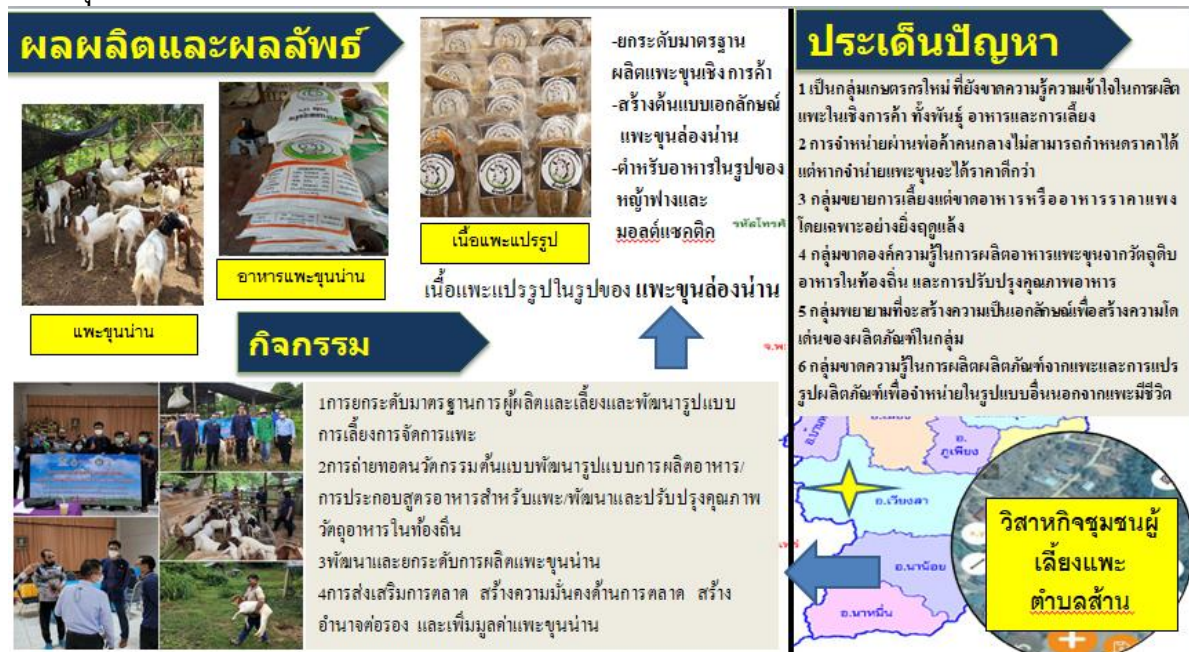 ผลผลิตและผลลัพธ์
-ยกระดับมาตรฐาน
ผลิตแพะขุนเชิงการค้า
-สร้างต้นแบบเอกลักษณ์
แพะขุนล่องน่าน
-ตำหรับอาหารในรูปของ
หญ้าฟางและ
มอลต์แซคติค
แพะขุนน่าน
อาหารแพะขุนน่าน
เนื้อแพะแปรรูป
เนื้อแพะแปรรูปในรูปของ แพะขุนล่องน่าน
กิจกรรม
1การยกระดับมาตรฐานการผู้ผลิตและเลี้ยงและพัฒนารูปแบบ
การเลี้ยงการจัดการแพะ
2การถ่ายทอดนวัตกรรมต้นแบบพัฒนารูปแบบการผลิตอาหาร/
การประกอบสูตรอาหารสำหรับแพะ/พัฒนาและปรับปรุงคุณภาพ
วัตถุอาหารในท้องถิ่น
3พัฒนาและยกระดับการผลิตแพะขุนน่าน
4การส่งเสริมการตลาด สร้างความมั่นคงด้านการตลาด สร้าง
อำนาจต่อรอง และเพิ่มมูลค่าแพะขุนน่าน
ประเด็นปัญหา
1 เป็นกลุ่มเกษตรกรใหม่ ที่ยังขาดความรู้ความเข้าใจในการผลิต
แพะในเชิงการค้า ทั้งพันธุ์ อาหารและการเลี้ยง
2 การจำหน่ายผ่านพ่อค้าคนกลางไม่สามารถกำหนดราคาได้
แต่หากจำหน่ายแพะขุนจะได้ราคาดีกว่า
3 กลุ่มขยายการเลี้ยงแต่ขาดอาหารหรืออาหารราคาแพง
โดยเฉพาะอย่างยิ่งฤดูแล้ง
4 กลุ่มขาดองค์ความรู้ในการผลิตอาหารแพะขุนจากวัตถุดิบ
อาหารในท้องถิ่น และการปรับปรุงคุณภาพอาหาร
5 กลุ่มพยายามที่จะสร้างความเป็นเอกลักษณ์เพื่อสร้างความโด
เด่นของผลิตภัณฑ์ในกลุ่ม
6 กลุ่มขาดความรู้ในการผลิตผลิตภัณฑ์จากแพะและการแปร
รูปผลิตภัณฑ์เพื่อจำหน่ายในรูปแบบอื่นนอกจากแพะมีชีวิต
อ.
ภูเพียง
อ.เวียงสา
อ.นาน้อย
อ.นาหมื่น
วิสาหกิจชุมชนผู้
เลี้ยงแพะ
ตำบลส้าน